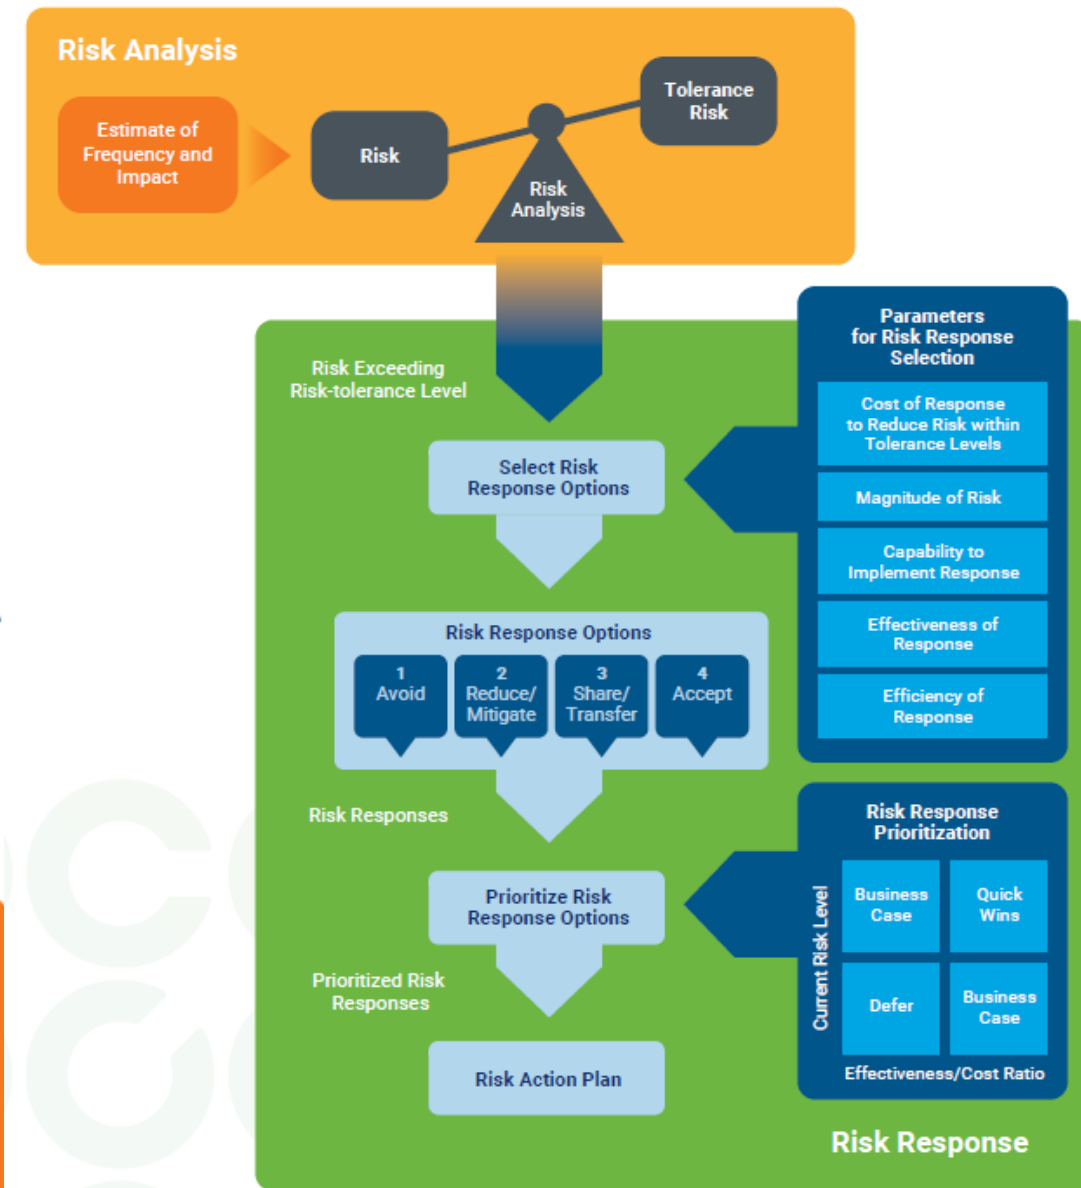 Risk Analysis
Estimate of
Frequency and
Impact
Risk
Tolerance
Risk
Risk
Analysis
Risk Exceeding
Risk-tolerance Level
Parameters
for Risk Response
Selection
Cost of Response
to Reduce Risk within
Tolerance Levels
Magnitude of Risk
Capability to
Implement Response
Effectiveness of
Response
Efficiency of
Response
Select Risk
Response Options
Risk Response Options
1
Avoid
2
Reduce/
Mitigate
3
Share/
Transfer
4
Accept
Risk Responses
Prioritize Risk
Response Options
Risk Response
Prioritization
Current Risk Level
Business
Case
Quick
Wins
Defer
Business
Case
Effectiveness/Cost Ratio
Prioritized Risk
Responses
Risk Action Plan
Risk Response